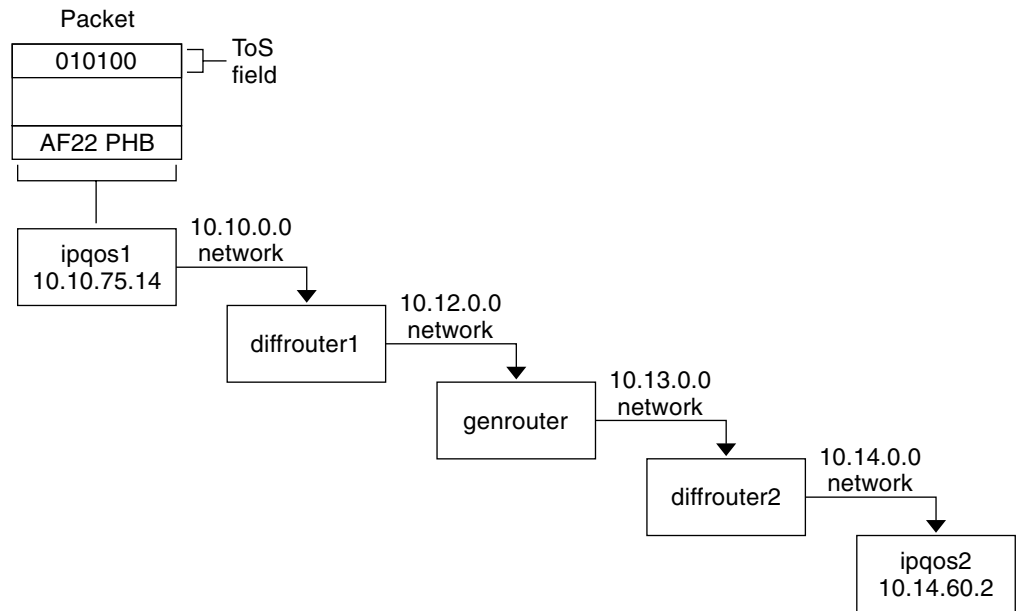 Packet
010100
ToS
field
AF22 PHB
ipqos1
10.10.75.14
10.10.0.0
network
diffrouter1
10.12.0.0
network
genrouter
10.13.0.0
network
diffrouter2
10.14.0.0
network
ipqos2
10.14.60.2